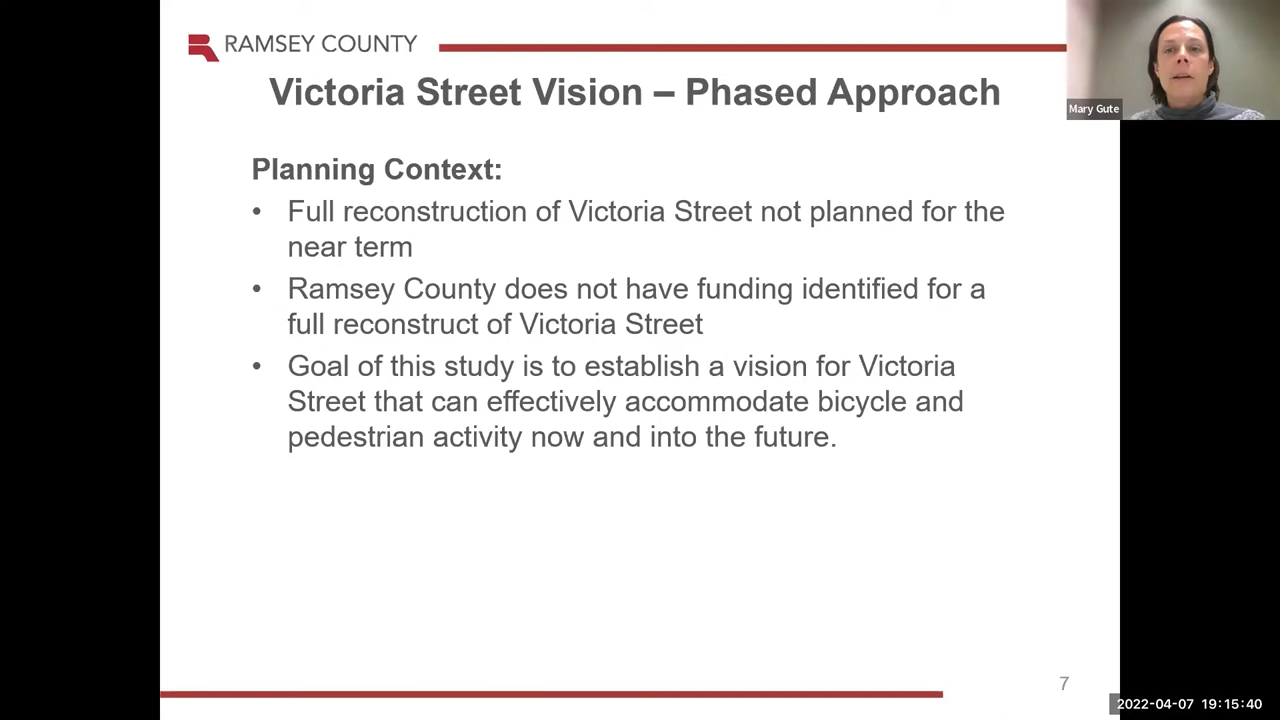 RAMSEY COUNTY
Victoria Street Vision – Phased Approach
Mary Gute
Planning Context:
• Full reconstruction of Victoria Street not planned for the
near term
• Ramsey County does not have funding identified for a
full reconstruct of Victoria Street
• Goal of this study is to establish a vision for Victoria
Street that can effectively accommodate bicycle and
pedestrian activity now and into the future.
7
2022-04-07 19:15:40